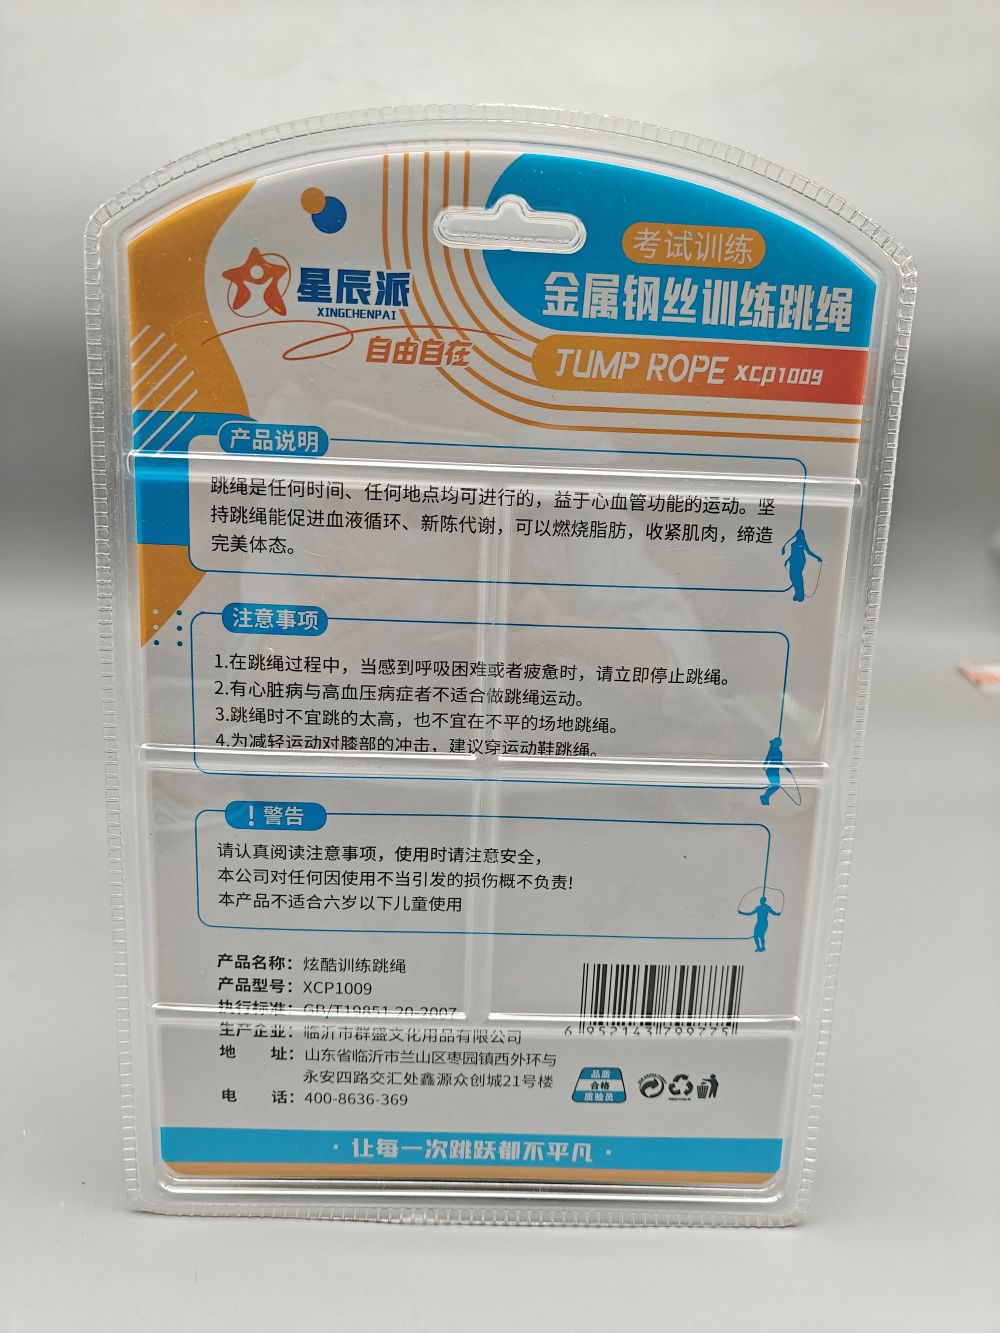 考试训练
星辰派
XINGCHENPAI
金属钢丝训练跳绳
自由自在
JUMP ROPE XCP1009
产品说明
跳绳是任何时间、任何地点均可进行的，益于心血管功能的运动。坚
持跳绳能促进血液循环、新陈代谢，可以燃烧脂肪，收紧肌肉，缔造
完美体态。
注意事项
1.在跳绳过程中，当感到呼吸困难或者疲惫时，请立即停止跳绳。
2.有心脏病与高血压病症者不适合做跳绳运动。
3.跳绳时不宜跳的太高，也不宜在不平的场地跳绳。
4.为减轻运动对膝部的冲击，建议穿运动鞋跳绳。
！警告
请认真阅读注意事项，使用时请注意安全，
本公司对任何因使用不当引发的损伤概不负责!
本产品不适合六岁以下儿童使用
产品名称：炫酷训练跳绳
产品型号：XCP1009
执行标准：GB/T19851.20-2007
生产企业：临沂市群盛文化用品有限公司
地 址：山东省临沂市兰山区枣园镇西外环与
永安四路交汇处鑫源众创城21号楼
电 话：400-8636-369
6 952143 799775
品质
合格
质检员
·让每一次跳跃都不平凡·